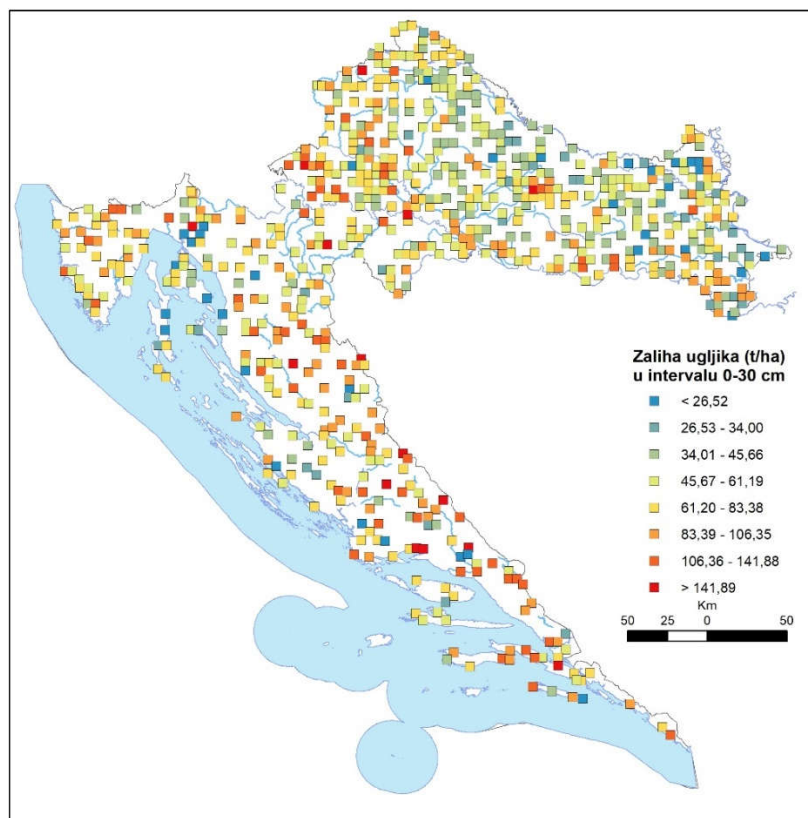 Zaliha ugljika (t/ha)
u intervalu 0-30 cm
< 26,52
26,53 - 34,00
34,01 - 45,66
45,67 - 61,19
61,20 - 83,38
83,39 - 106,35
106,36 - 141,88
> 141,89
Km
50 25 0 50